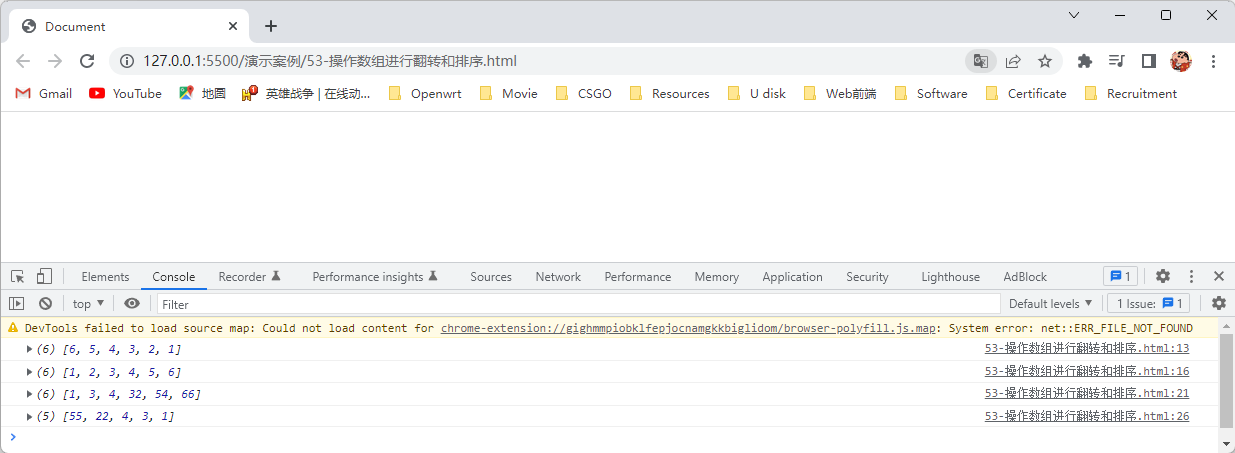 Document
127.0.0.1:5500/演示案例/53-操作数组进行翻转和排序.html
Gmail YouTube 地图 英雄战争 | 在线动... Openwrt Movie CSGO Resources U disk Web前端 Software Certificate Recruitment
Elements Console Recorder Performance insights Sources Network Performance Memory Application Security Lighthouse AdBlock 1
top Filter Default levels 1 Issue: 1
DevTools failed to load source map: Could not load content for chrome-extension://gighmmpiobklfepjocnamgkkbiglidom/browser-polyfill.js.map: System error: net::ERR_FILE_NOT_FOUND
(6) [6, 5, 4, 3, 2, 1] 53-操作数组进行翻转和排序.html:13
(6) [1, 2, 3, 4, 5, 6] 53-操作数组进行翻转和排序.html:16
(6) [1, 3, 4, 32, 54, 66] 53-操作数组进行翻转和排序.html:21
(5) [55, 22, 4, 3, 1] 53-操作数组进行翻转和排序.html:26